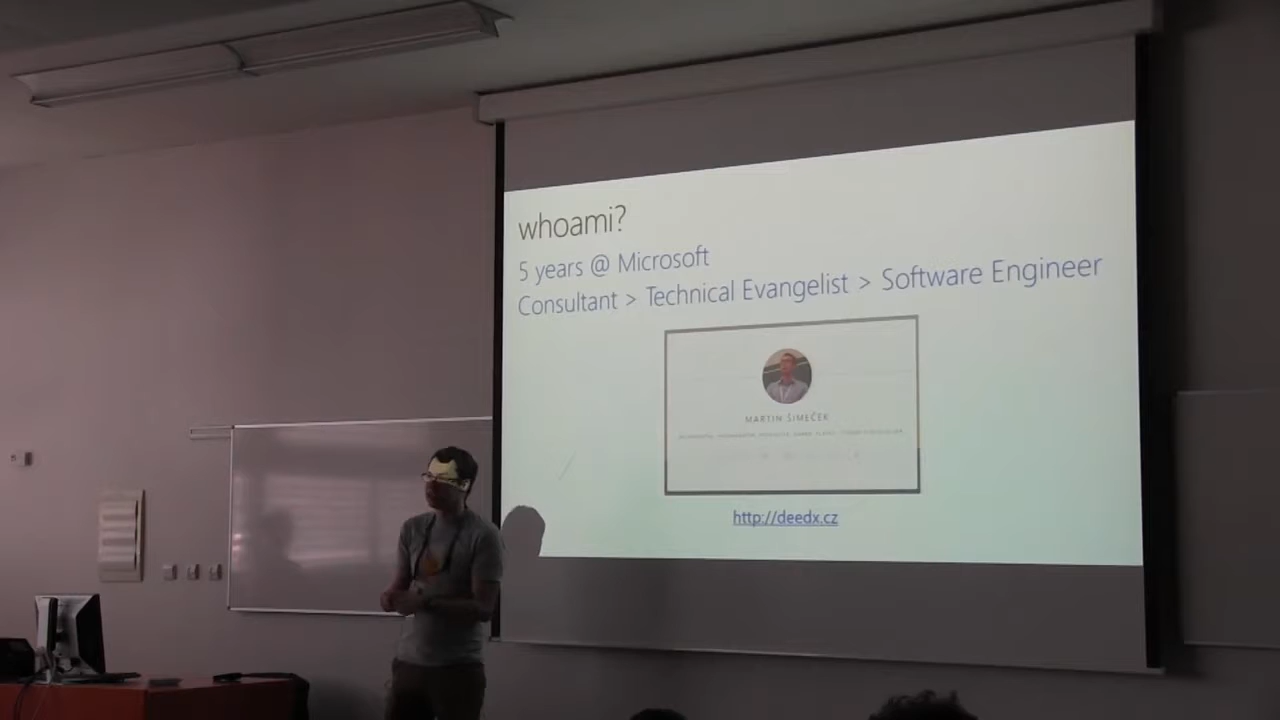 whoami?
5 years @ Microsoft
Consultant > Technical Evangelist > Software Engineer
MARTIN ŠIMEČEK
http://deedx.cz